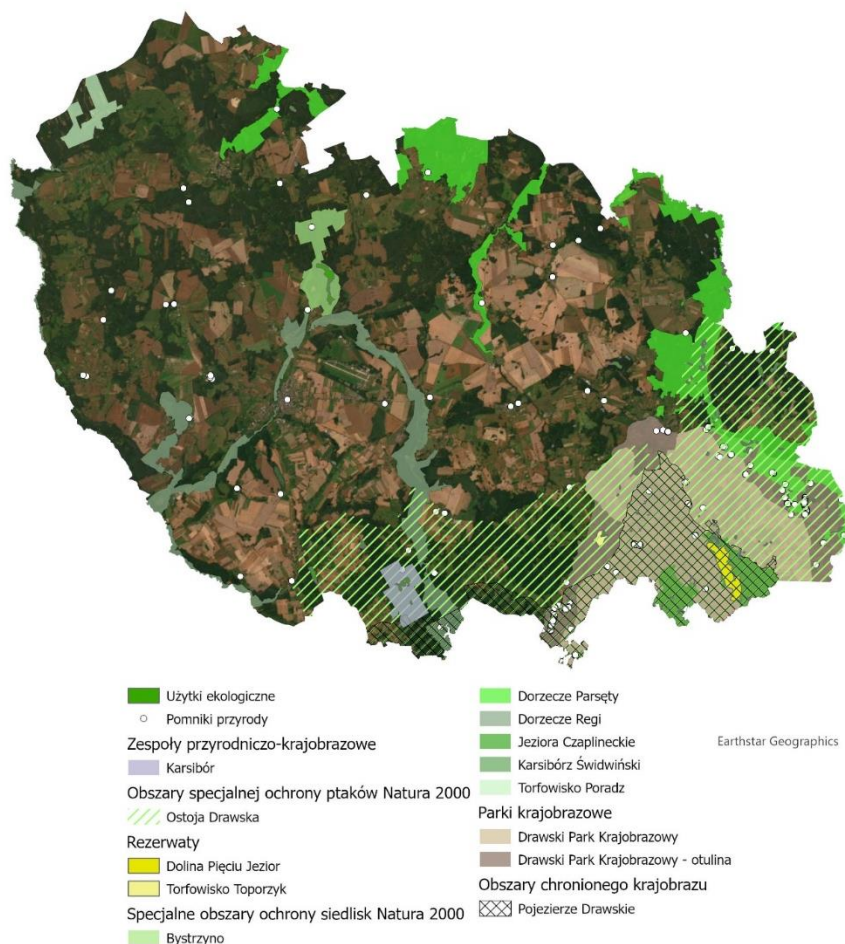 Użytki ekologiczne
Pomniki przyrody
Zespoły przyrodniczo-krajobrazowe
Karsibór
Obszary specjalnej ochrony ptaków Natura 2000
Ostoja Drawska
Rezerwaty
Dolina Pięciu Jezior
Torfowisko Toporzyk
Specjalne obszary ochrony siedlisk Natura 2000
Bystrzyno
Dorzecze Parsęty
Dorzecze Regi
Jeziora Czaplineckie
Karsibórz Świdwiński
Torfowisko Poradz
Parki krajobrazowe
Drawski Park Krajobrazowy
Drawski Park Krajobrazowy - otulina
Obszary chronionego krajobrazu
Pojezierze Drawskie
Earthstar Geographics